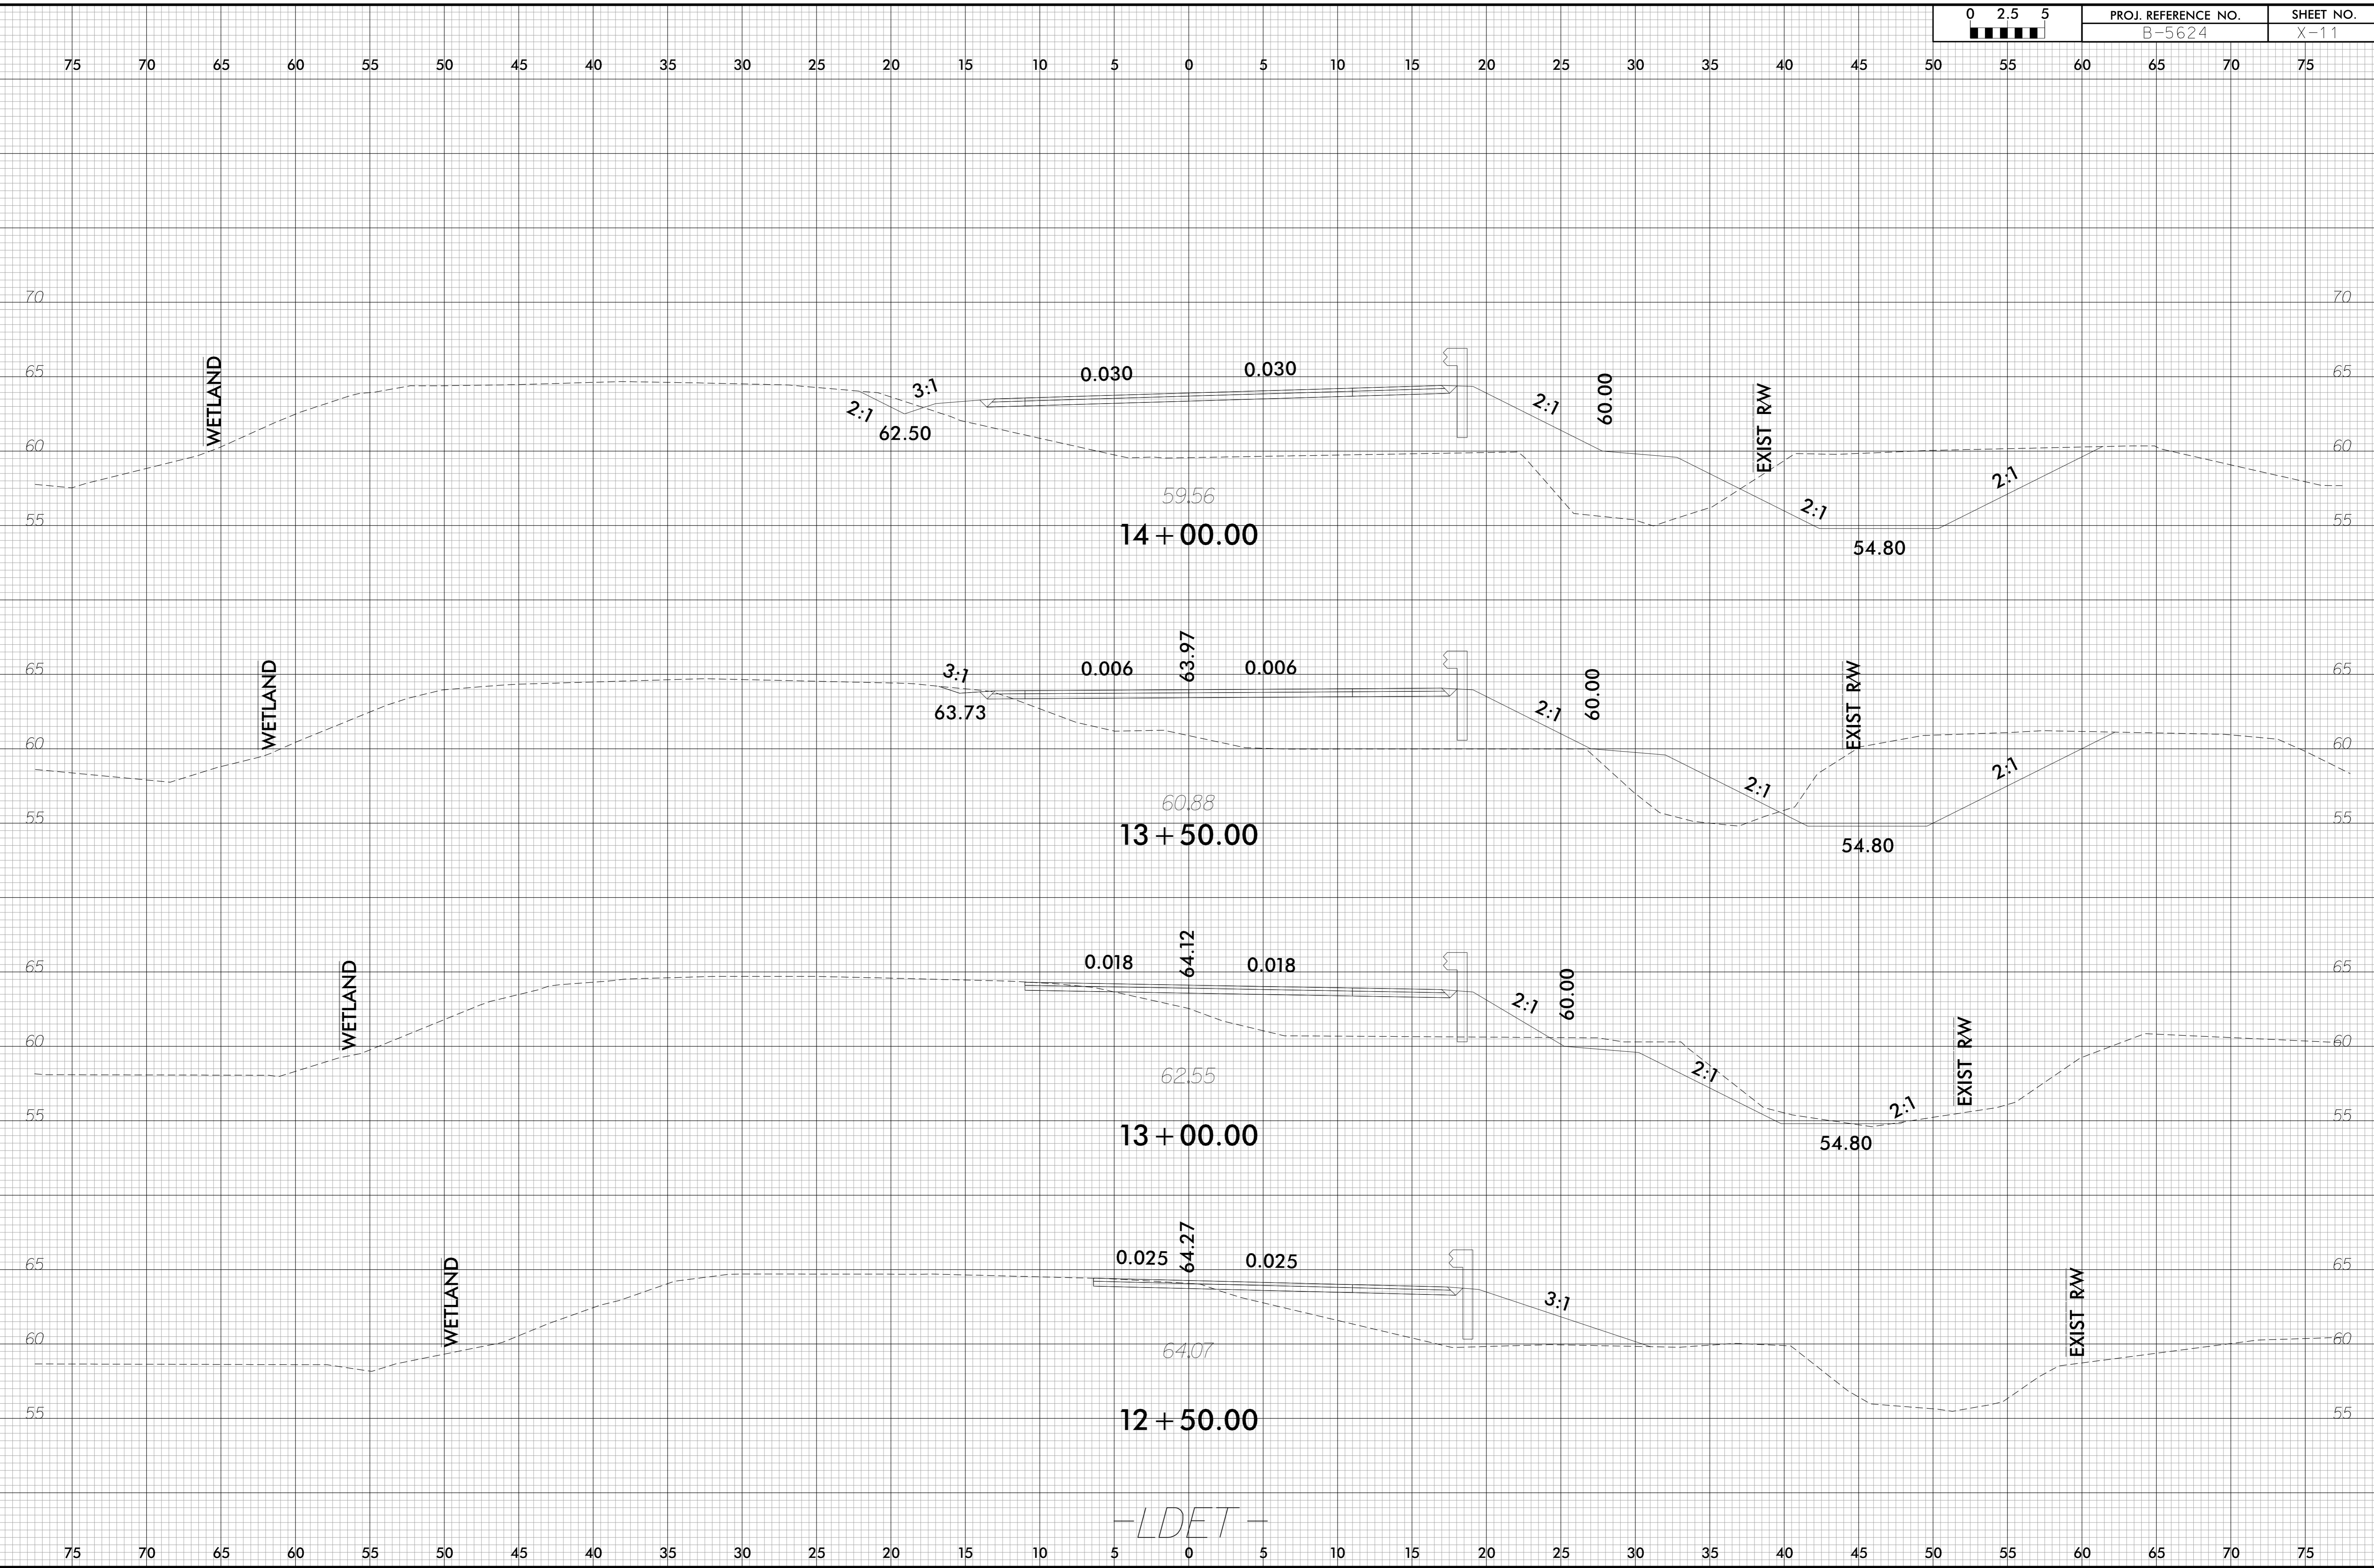 0 2.5 5 PROJ. REFERENCE NO. SHEET NO.
B-5624 X-11
75 70 65 60 55 50 45 40 35 30 25 20 15 10 5 0 5 10 15 20 25 30 35 40 45 50 55 60 65 70 75
70 70
65 WETLAND 2:1 3:1 0.030 0.030 2:1 60.00 EXIST R/W 65
62.50
60 2:1 2:1 60
59.56
55 14+00.00 54.80 55
65 WETLAND 3:1 0.006 63.97 0.006 2:1 60.00 EXIST R/W 65
63.73
60 2:1 2:1 60
60.88
55 13+50.00 54.80 55
65 WETLAND 0.018 64.12 0.018 2:1 60.00 EXIST R/W 65
60 2:1 60
62.55
55 2:1 55
13+00.00 54.80
65 WETLAND 0.025 64.27 0.025 3:1 EXIST R/W 65
60 60
64.07
55 12+50.00 55
-LDET-
75 70 65 60 55 50 45 40 35 30 25 20 15 10 5 0 5 10 15 20 25 30 35 40 45 50 55 60 65 70 75